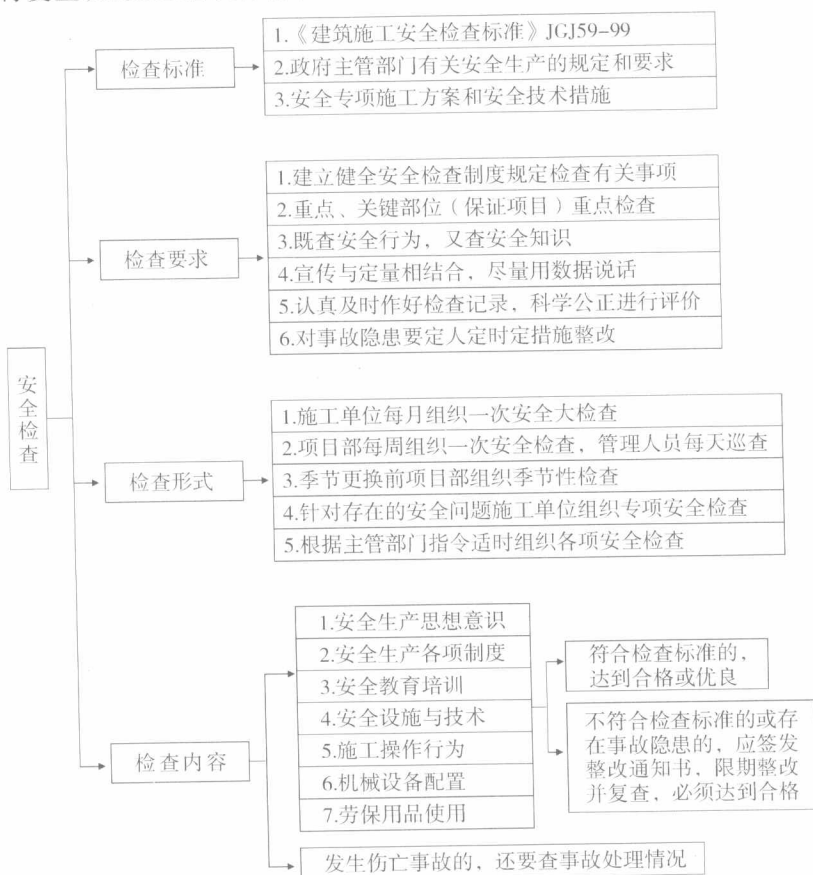 1.《建筑施工安全检查标准》JGJ59-99
检查标准
2.政府主管部门有关安全生产的规定和要求
3.安全专项施工方案和安全技术措施
1.建立健全安全检查制度规定检查有关事项
2.重点、关键部位（保证项目）重点检查
检查要求
3.既查安全行为，又查安全知识
4.宣传与定量相结合，尽量用数据说话
5.认真及时作好检查记录，科学公正进行评价
6.对事故隐患要定人定时定措施整改
安全检查
1.施工单位每月组织一次安全大检查
2.项目部每周组织一次安全检查，管理人员每天巡查
检查形式
3.季节更换前项目部组织季节性检查
4.针对存在的安全问题施工单位组织专项安全检查
5.根据主管部门指令适时组织各项安全检查
检查内容
1.安全生产思想意识
2.安全生产各项制度
3.安全教育培训
4.安全设施与技术
5.施工操作行为
6.机械设备配置
7.劳保用品使用
符合检查标准的，
达到合格或优良
不符合检查标准的或存
在事故隐患的，应签发
整改通知书，限期整改
并复查，必须达到合格
发生伤亡事故的，还要查事故处理情况